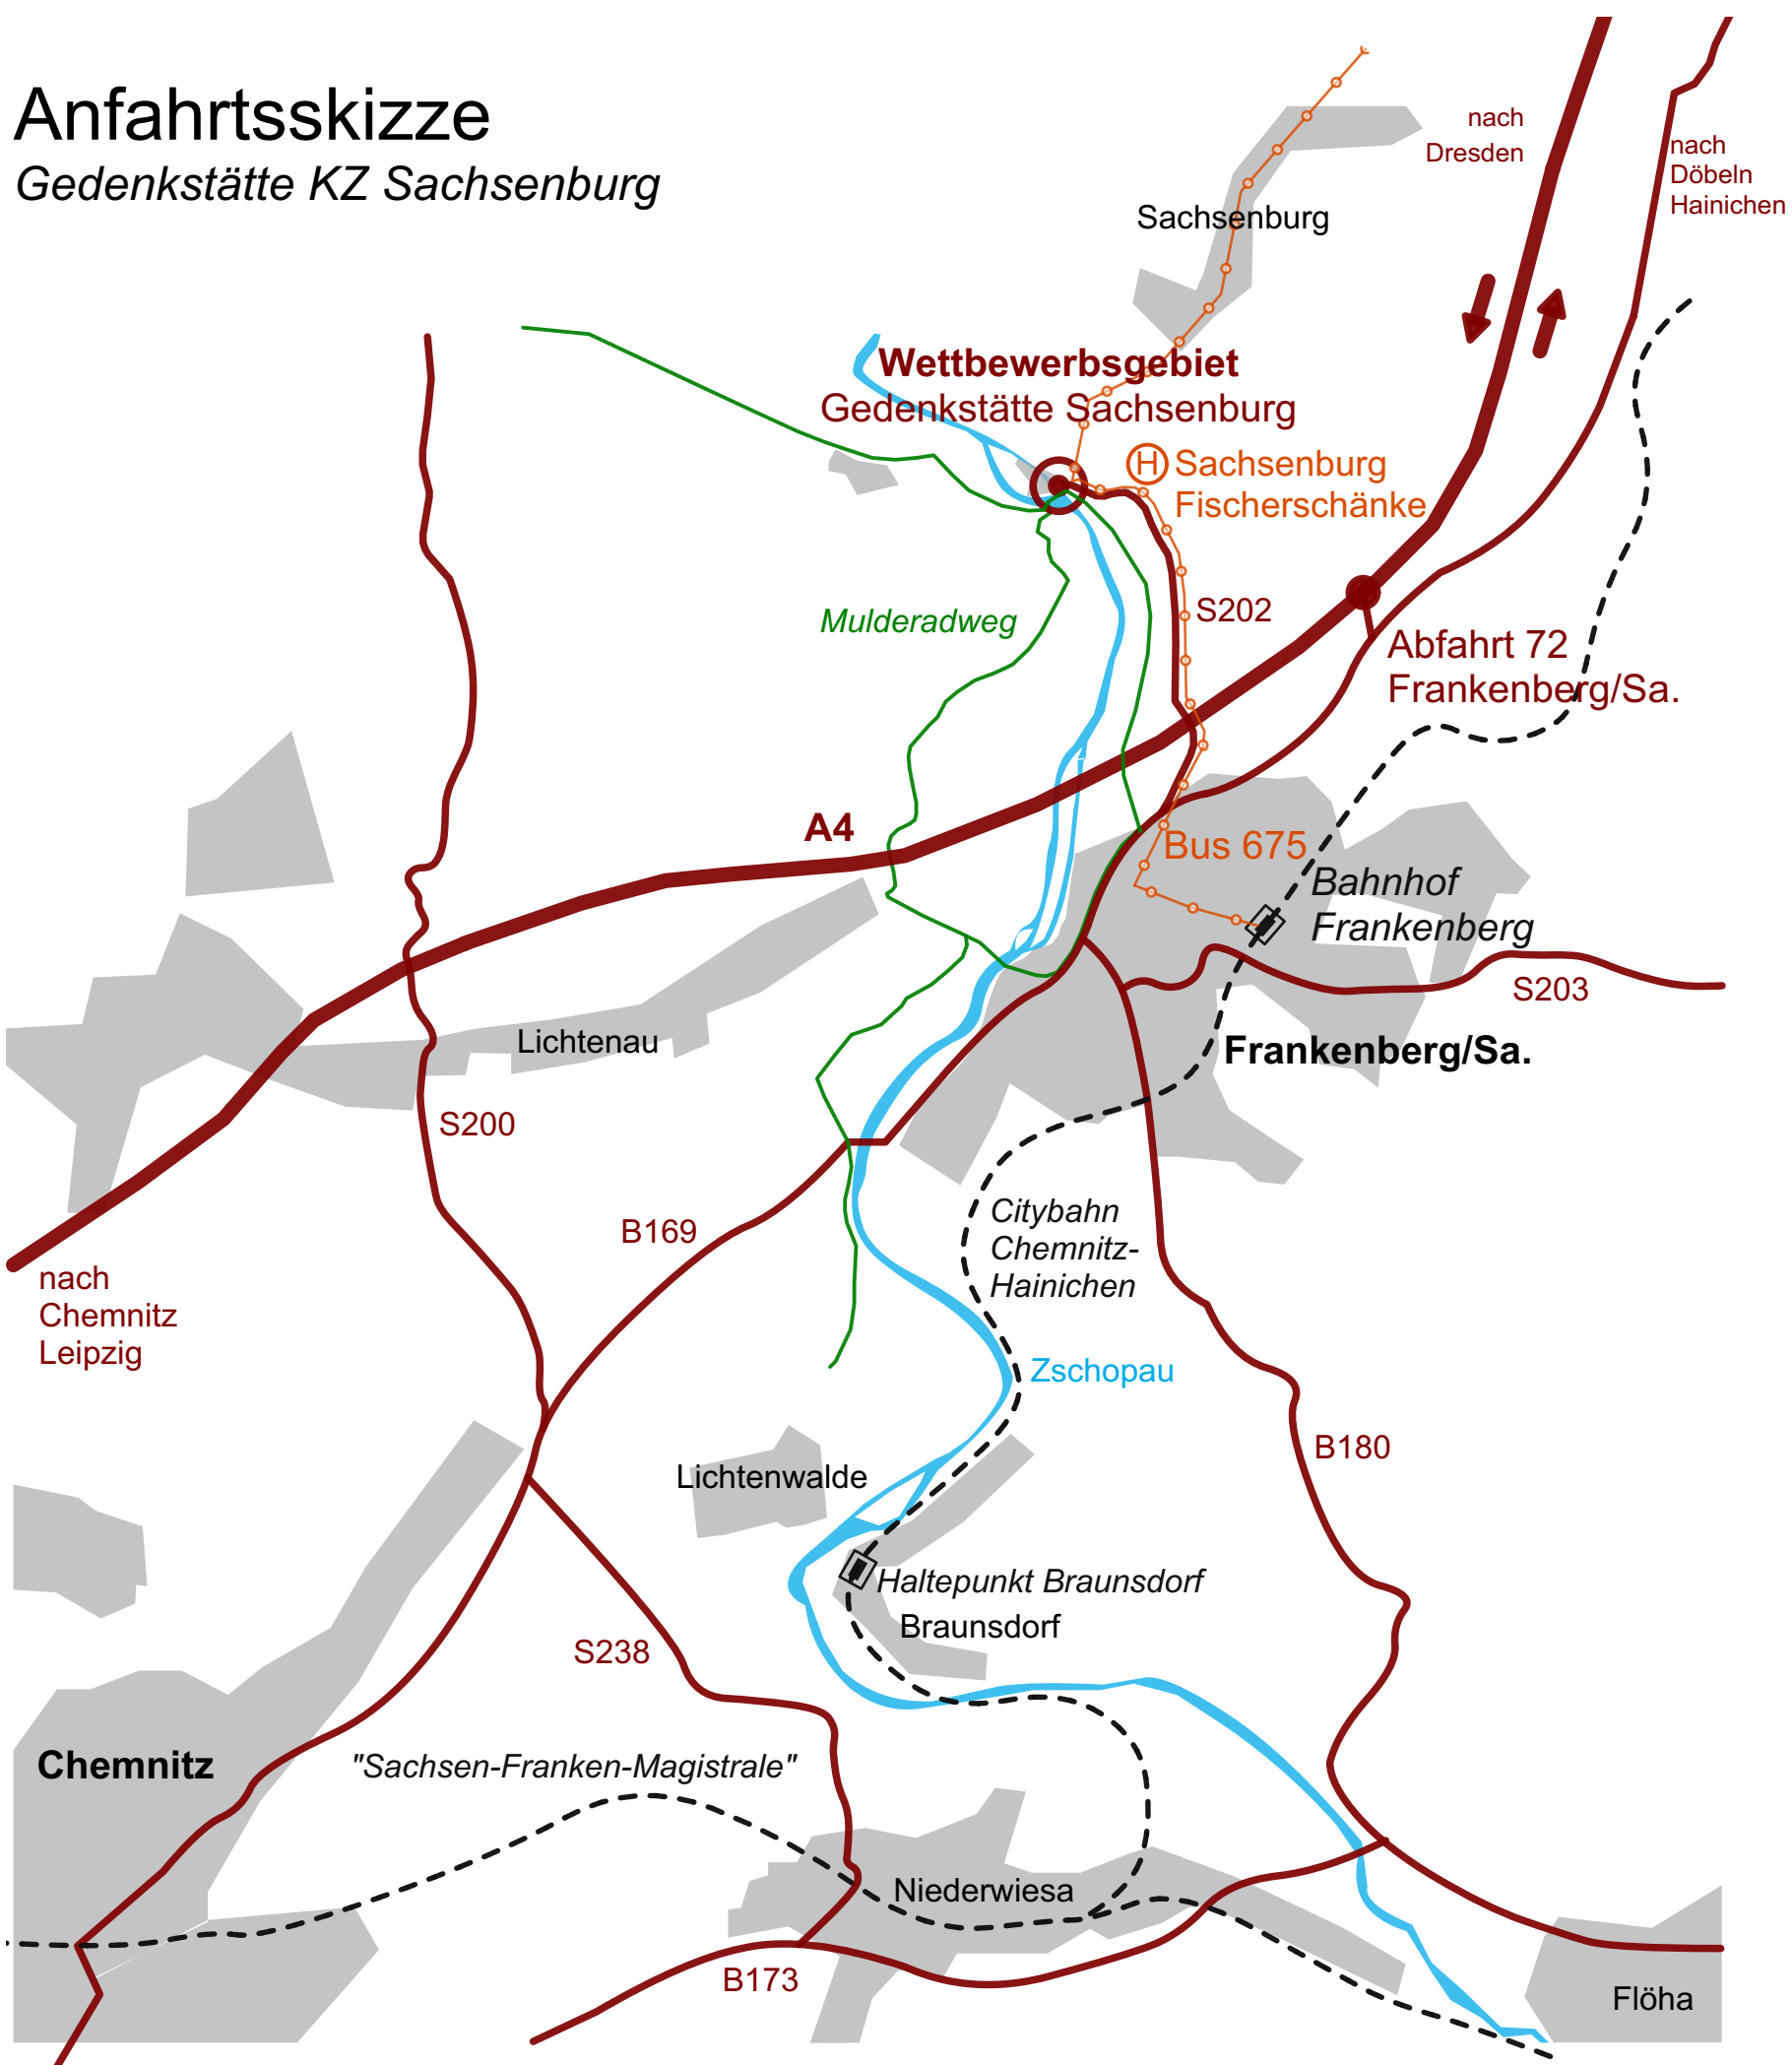 Anfahrtsskizze
Gedenkstätte KZ Sachsenburg
nach
Dresden
nach
Döbeln
Hainichen
Sachsenburg
Wettbewerbsgebiet
Gedenkstätte Sachsenburg
H Sachsenburg
Fischerschänke
Mulderadweg
S202
Abfahrt 72
Frankenberg/Sa.
A4
Bus 675
Bahnhof
Frankenberg
S203
Lichtenau
Frankenberg/Sa.
S200
B169
Citybahn
Chemnitz-
Hainichen
nach
Chemnitz
Leipzig
Zschopau
B180
Lichtenwalde
Haltepunkt Braunsdorf
Braunsdorf
S238
Chemnitz
"Sachsen-Franken-Magistrale"
Niederwiesa
B173
Flöha